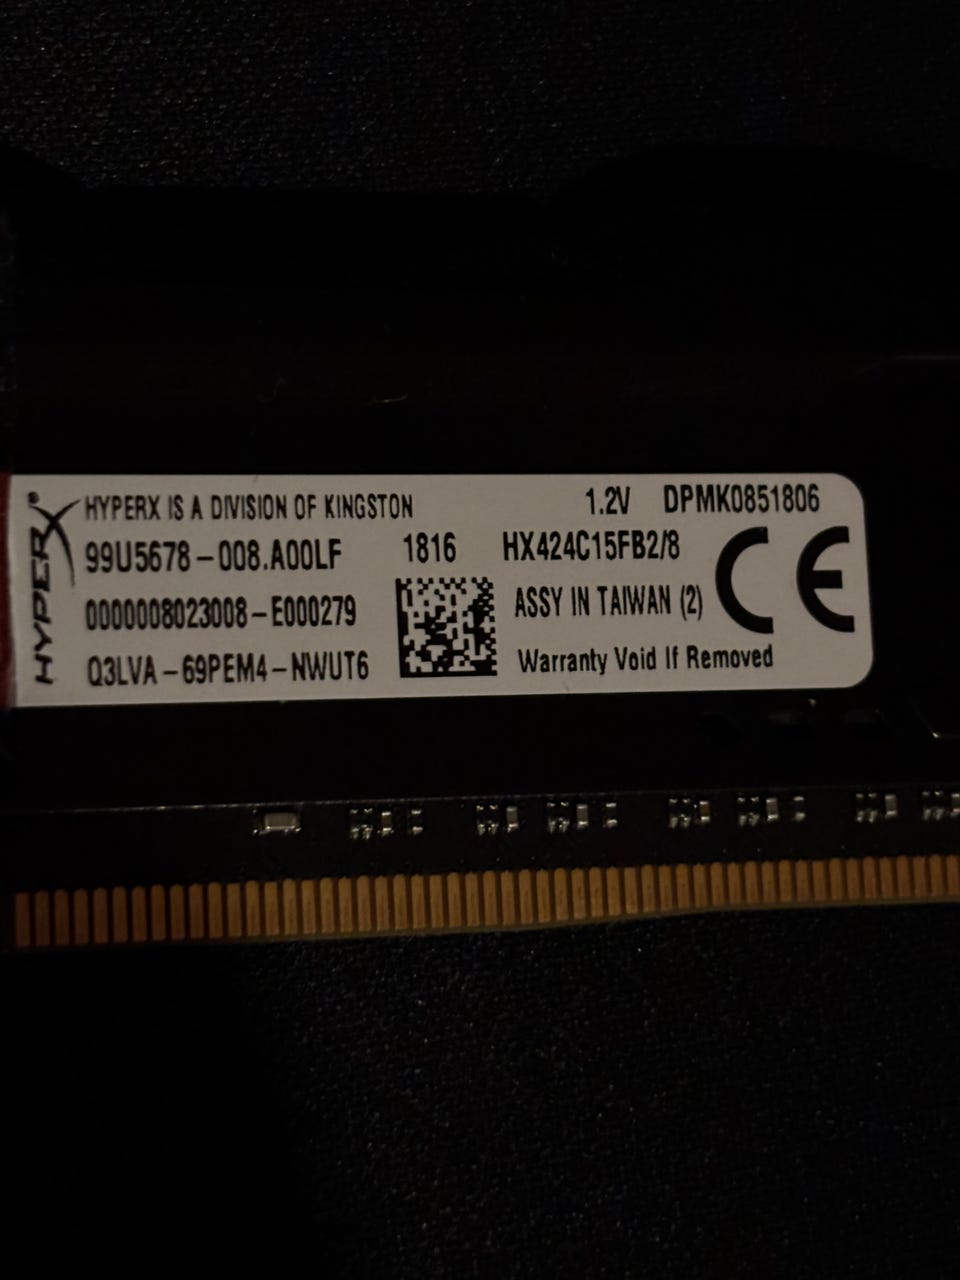 HYPERX
HYPERX IS A DIVISION OF KINGSTON
1.2V DPMK0851806
99U5678-008.A00LF 1816 HX424C15FB2/8
0000008023008-E000279
ASSY IN TAIWAN (2)
CE
Q3LVA-69PEM4-NWUT6
Warranty Void If Removed